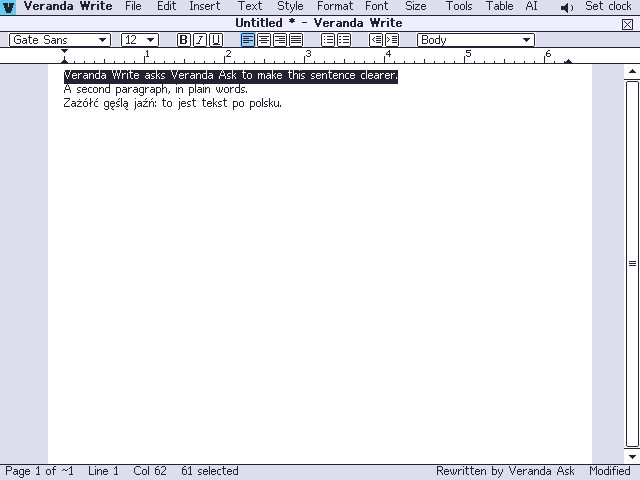 Veranda Write File Edit Insert Text Style Format Font Size Tools Table AI Set clock
Untitled * - Veranda Write
Gate Sans 12 B I U Body
1 2 3 4 5 6
Veranda Write asks Veranda Ask to make this sentence clearer.
A second paragraph, in plain words.
Zażółć gęślą jaźń: to jest tekst po polsku.
Page 1 of ~1 Line 1 Col 62 61 selected Rewritten by Veranda Ask Modified